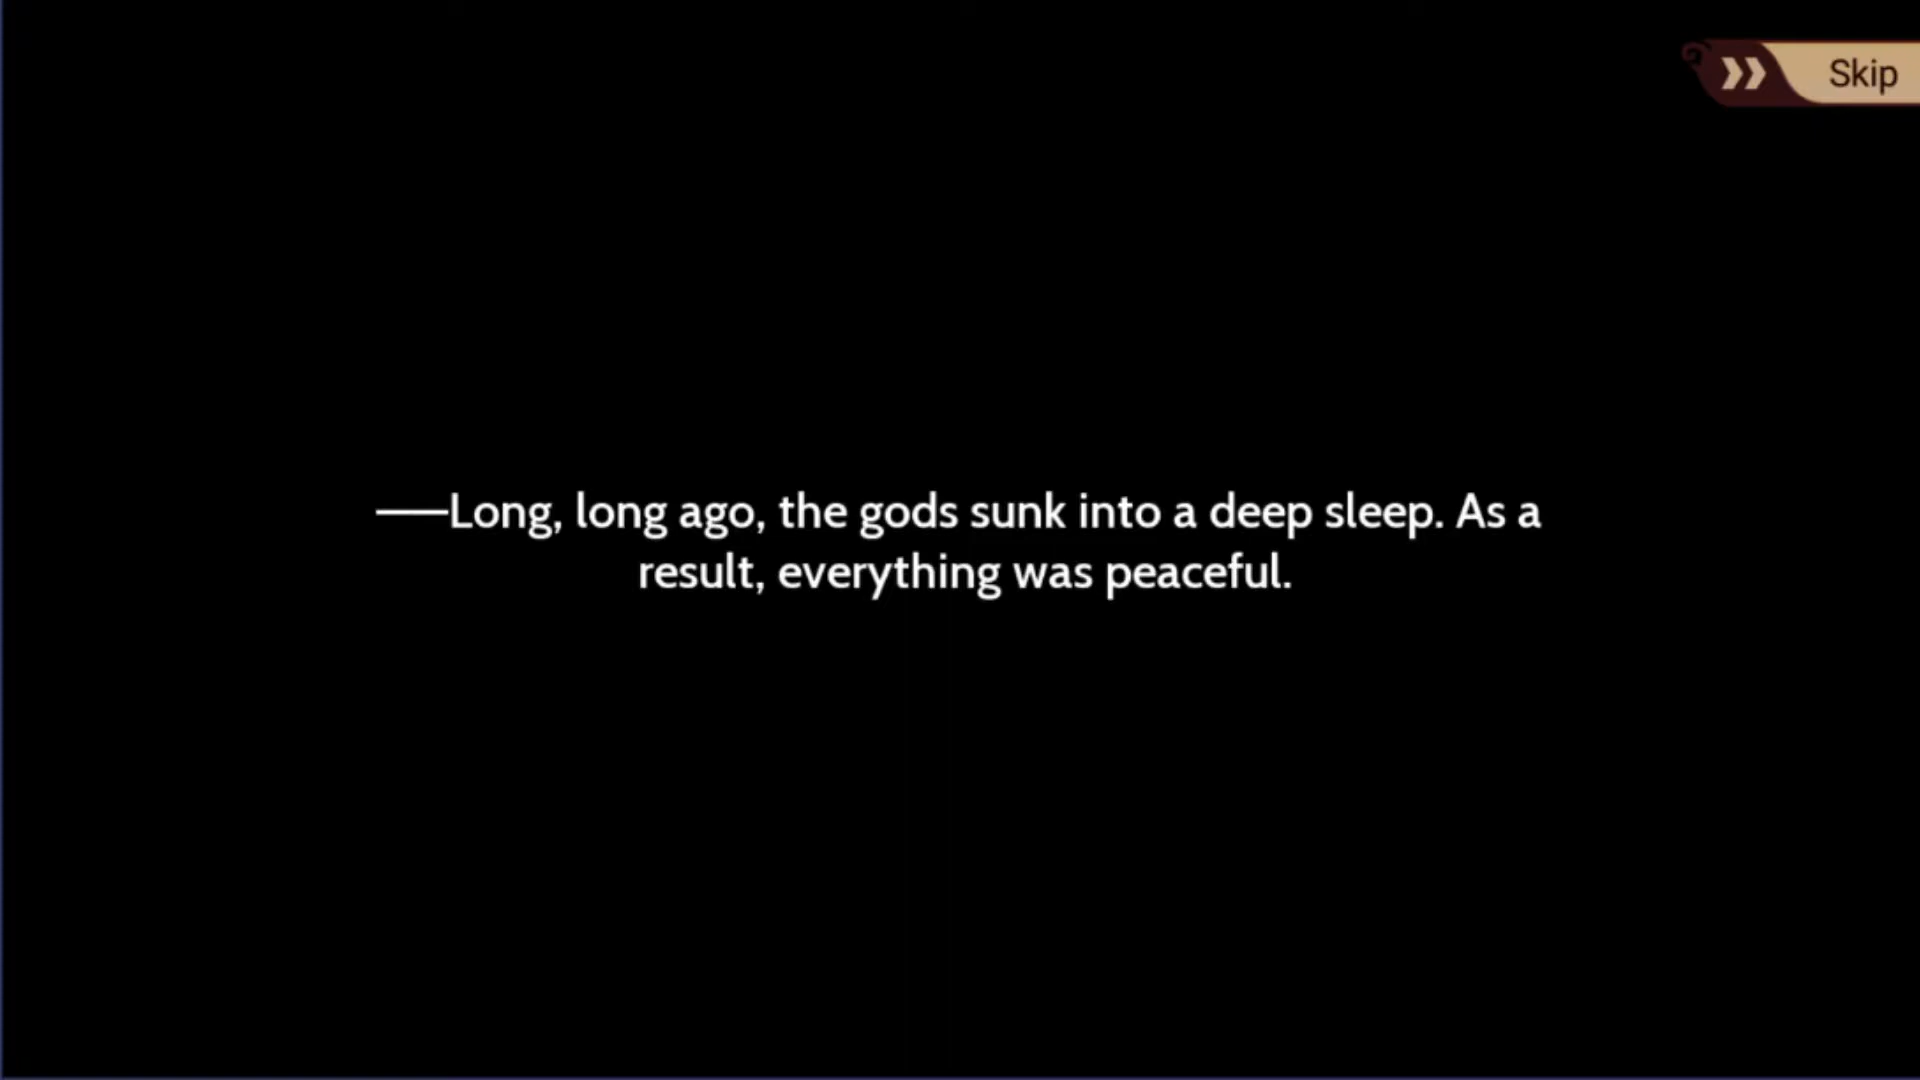 Skip
——Long, long ago, the gods sunk into a deep sleep. As a
result, everything was peaceful.